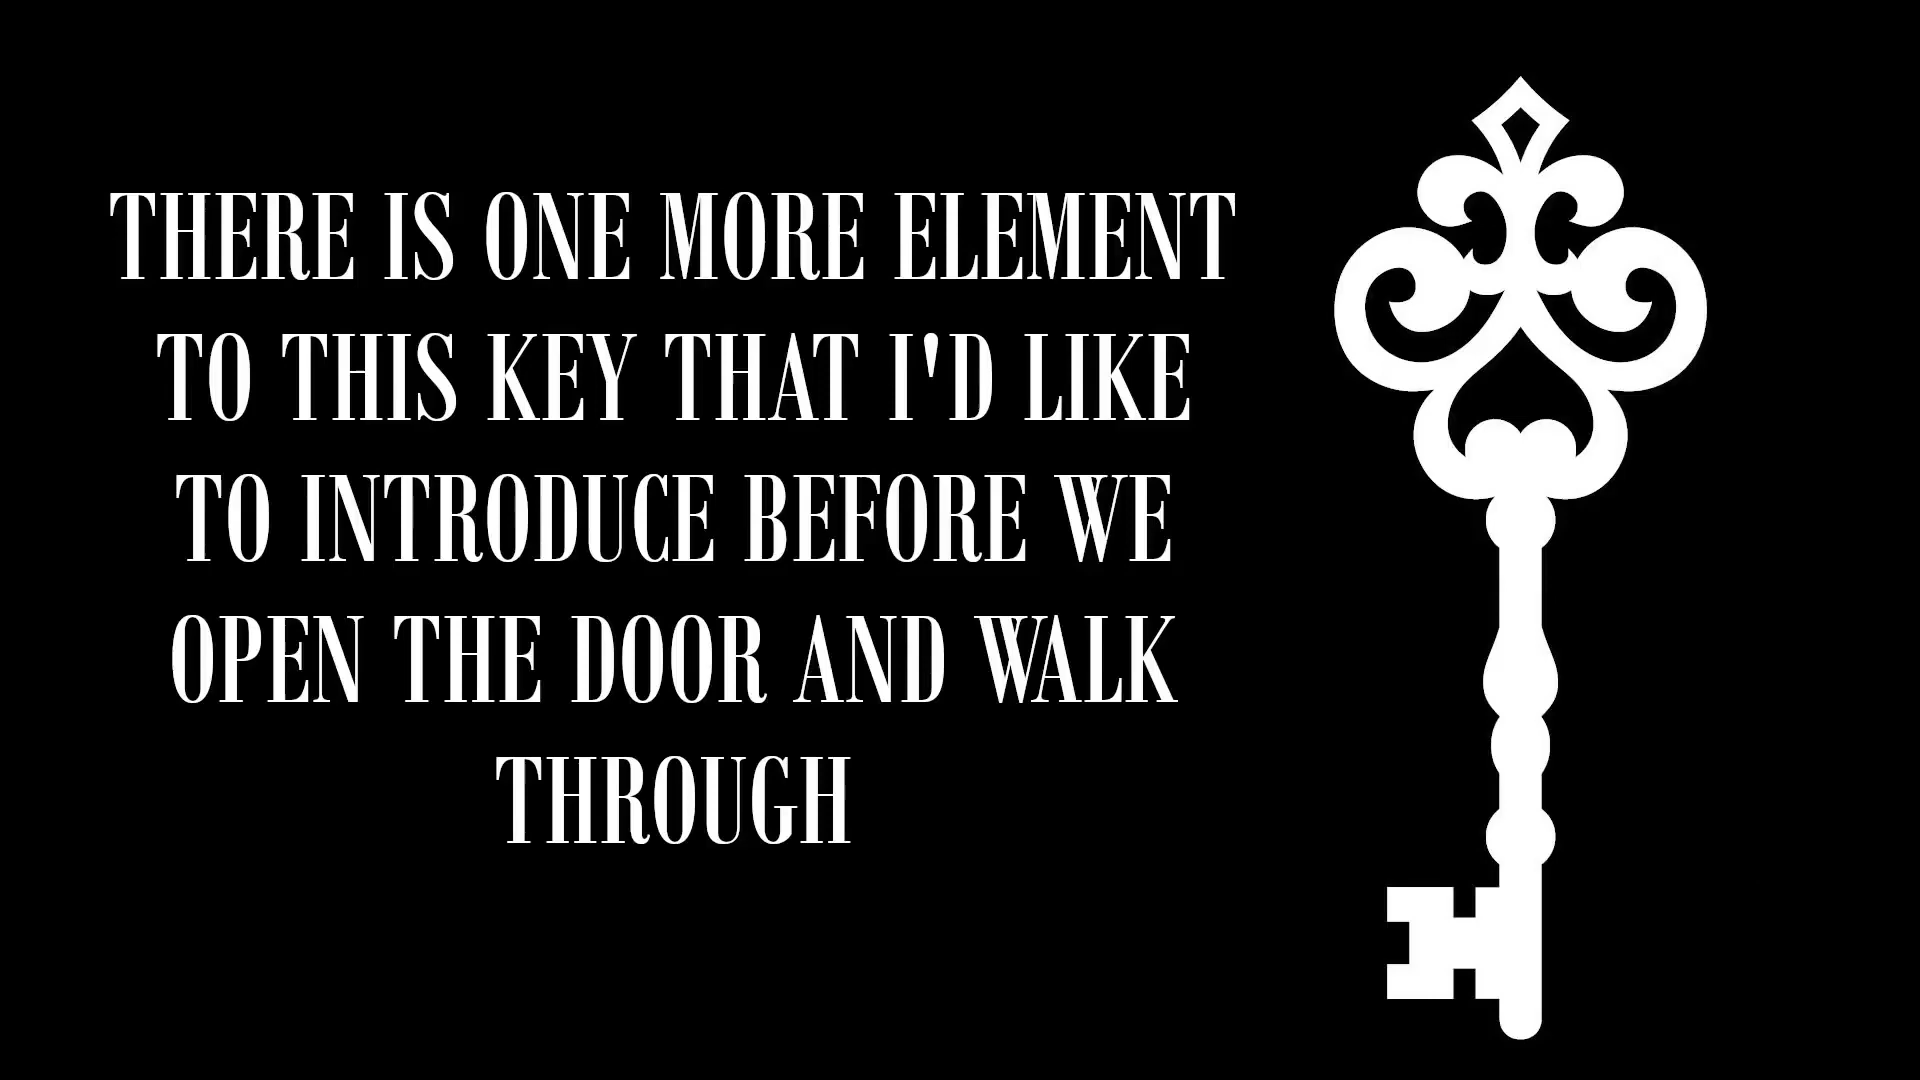 THERE IS ONE MORE ELEMENT
TO THIS KEY THAT I'D LIKE
TO INTRODUCE BEFORE WE
OPEN THE DOOR AND WALK
THROUGH